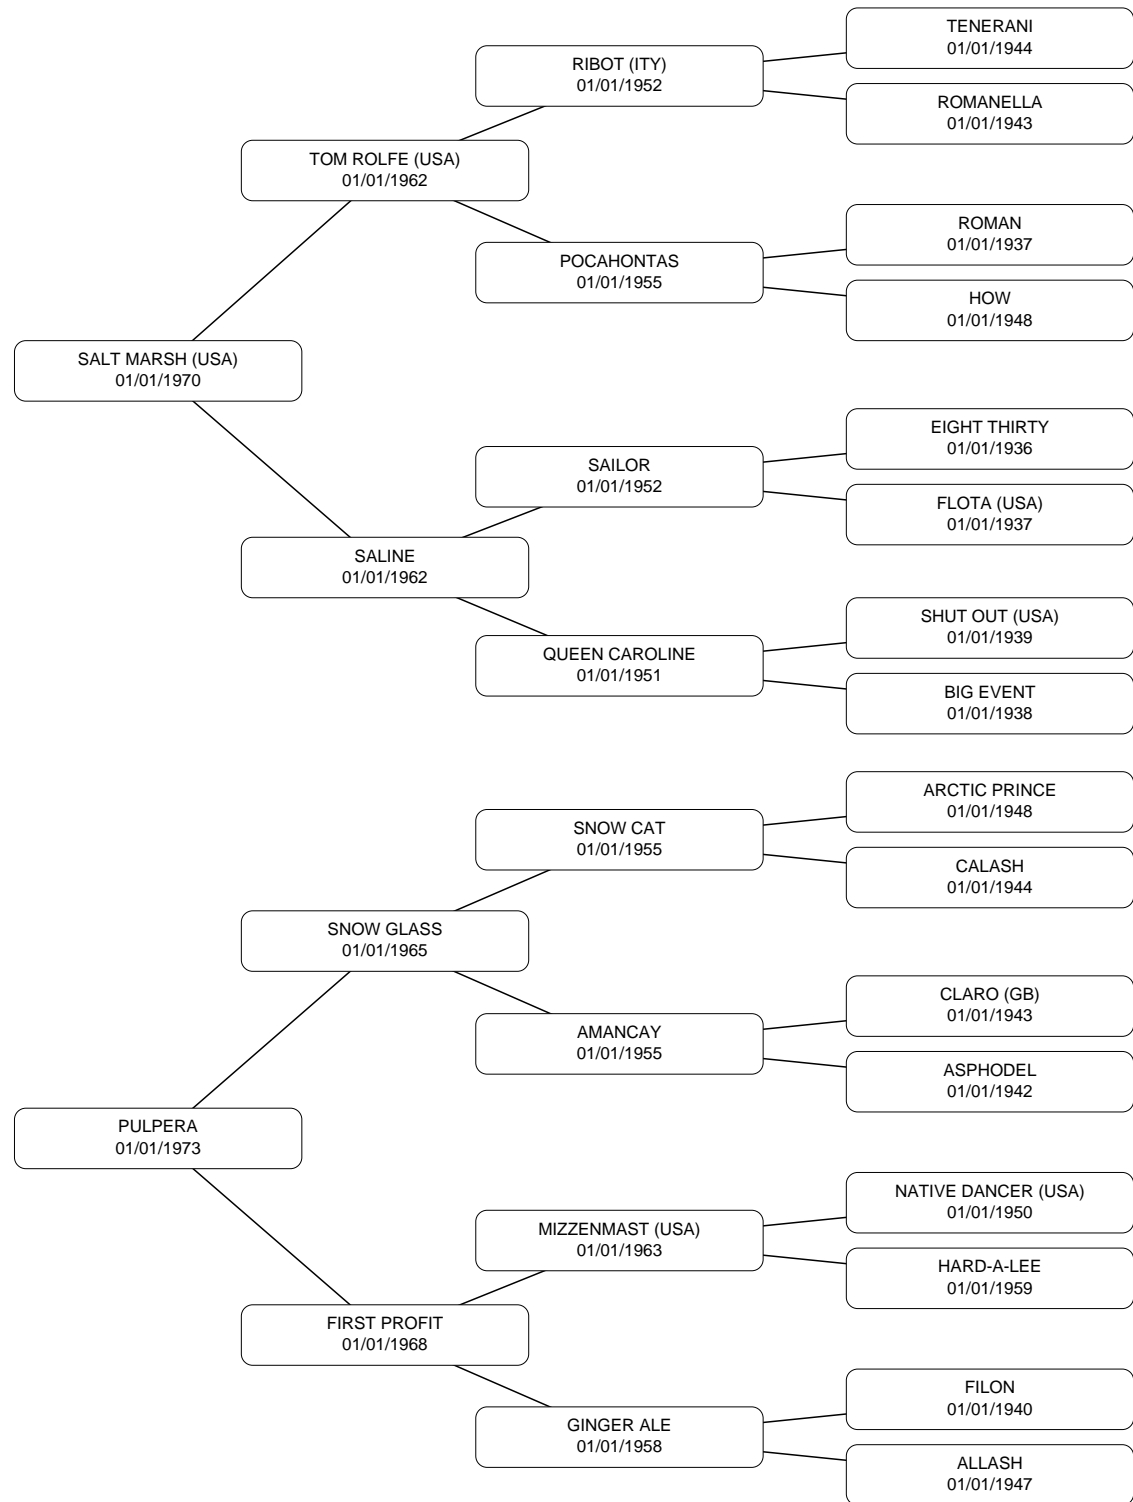 TENERANI
01/01/1944
RIBOT (ITY)
01/01/1952
ROMANELLA
01/01/1943
TOM ROLFE (USA)
01/01/1962
ROMAN
01/01/1937
POCAHONTAS
01/01/1955
HOW
01/01/1948
SALT MARSH (USA)
01/01/1970
EIGHT THIRTY
01/01/1936
SAILOR
01/01/1952
FLOTA (USA)
01/01/1937
SALINE
01/01/1962
SHUT OUT (USA)
01/01/1939
QUEEN CAROLINE
01/01/1951
BIG EVENT
01/01/1938
ARCTIC PRINCE
01/01/1948
SNOW CAT
01/01/1955
CALASH
01/01/1944
SNOW GLASS
01/01/1965
CLARO (GB)
01/01/1943
AMANCAY
01/01/1955
ASPHODEL
01/01/1942
PULPERA
01/01/1973
NATIVE DANCER (USA)
01/01/1950
MIZZENMAST (USA)
01/01/1963
HARD-A-LEE
01/01/1959
FIRST PROFIT
01/01/1968
FILON
01/01/1940
GINGER ALE
01/01/1958
ALLASH
01/01/1947